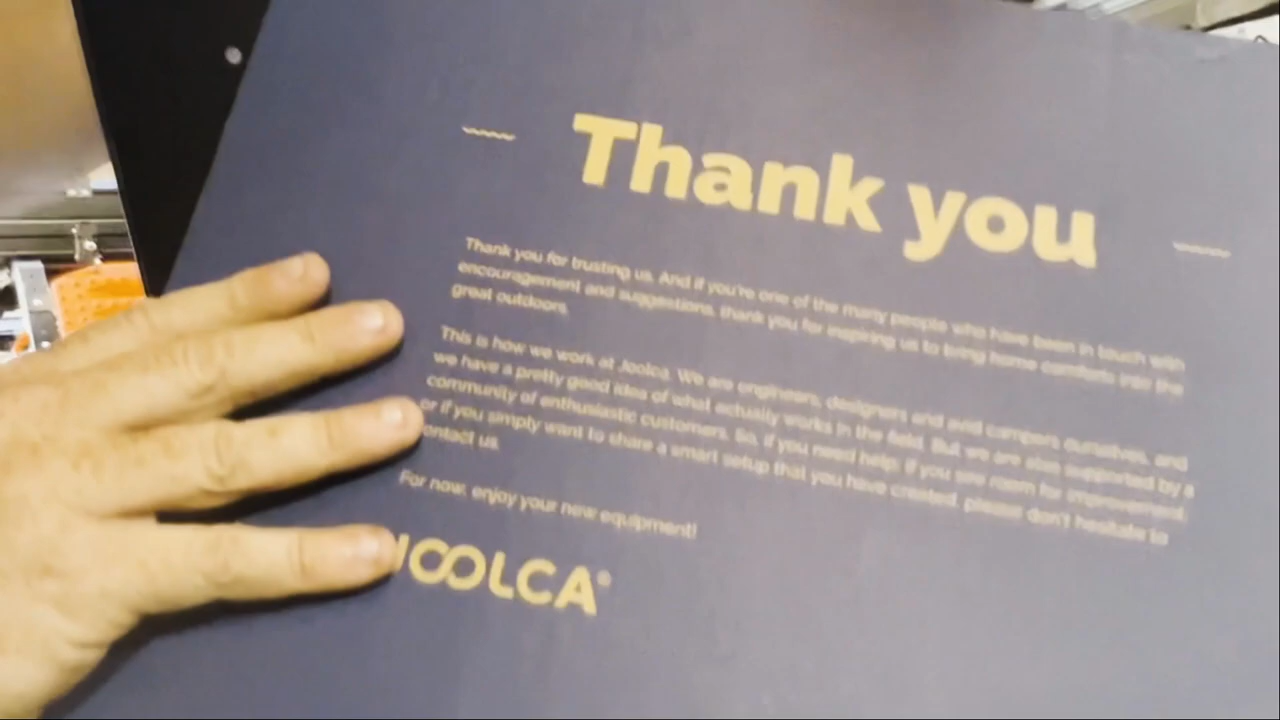 Thank you
Thank you for trusting us. And if you're one of the many people who have been in touch with
encouragement and suggestions, thank you for inspiring us to bring home comforts into the
great outdoors.
This is how we work at Joolca. We are engineers, designers and avid campers ourselves, and
we have a pretty good idea of what actually works in the field. But we are also supported by a
community of enthusiastic customers. So, if you need help, if you see room for improvement,
or if you simply want to share a smart setup that you have created, please don't hesitate to
contact us.
For now, enjoy your new equipment!
JOOLCA®